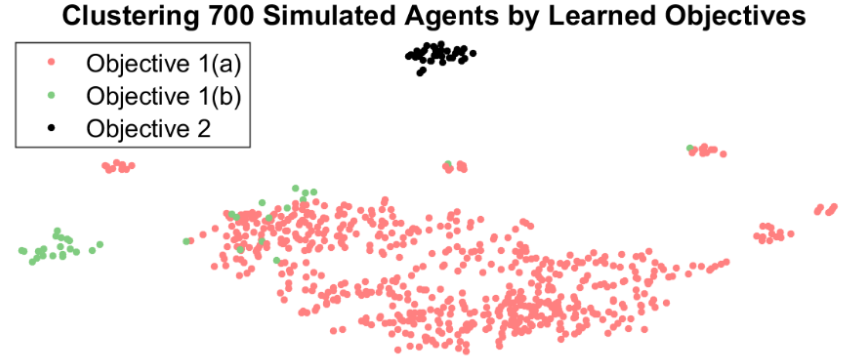 Clustering 700 Simulated Agents by Learned Objectives
Objective 1(a)
Objective 1(b)
Objective 2